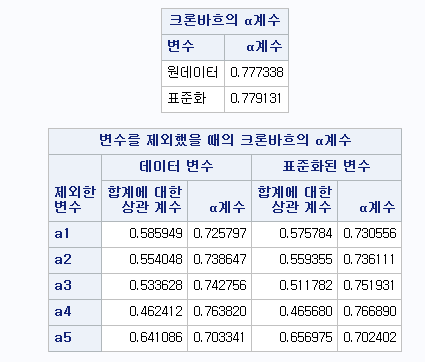 크론바흐의 α계수
변수 α계수
원데이터 0.777338
표준화 0.779131
변수를 제외했을 때의 크론바흐의 α계수
제외한 변수 데이터 변수 표준화된 변수
합계에 대한 상관 계수 α계수 합계에 대한 상관 계수 α계수
a1 0.585949 0.725797 0.575784 0.730556
a2 0.554048 0.738647 0.559355 0.736111
a3 0.533628 0.742756 0.511782 0.751931
a4 0.462412 0.763820 0.465680 0.766890
a5 0.641086 0.703341 0.656975 0.702402